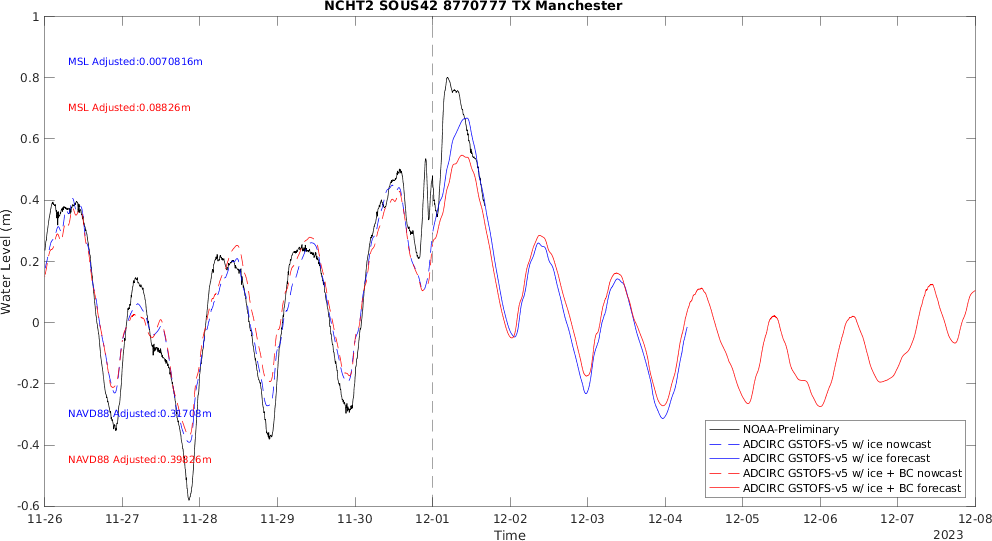 NCHT2 SOUS42 8770777 TX Manchester
1
0.8
0.6
0.4
0.2
0
-0.2
-0.4
-0.6
Water Level (m)
MSL Adjusted:0.0070816m
MSL Adjusted:0.08826m
NAVD88 Adjusted:0.31708m
NAVD88 Adjusted:0.39826m
NOAA-Preliminary
ADCIRC GSTOFS-v5 w/ ice nowcast
ADCIRC GSTOFS-v5 w/ ice forecast
ADCIRC GSTOFS-v5 w/ ice + BC nowcast
ADCIRC GSTOFS-v5 w/ ice + BC forecast
11-26 11-27 11-28 11-29 11-30 12-01 12-02 12-03 12-04 12-05 12-06 12-07 12-08
Time
2023